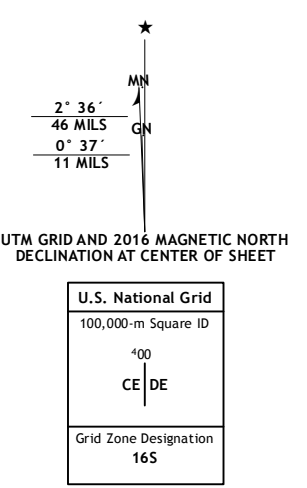 ★
MN
2° 36´
46 MILS
GN
0° 37´
11 MILS
UTM GRID AND 2016 MAGNETIC NORTH
DECLINATION AT CENTER OF SHEET
U.S. National Grid
100,000-m Square ID
⁴00
CE DE
Grid Zone Designation
16S